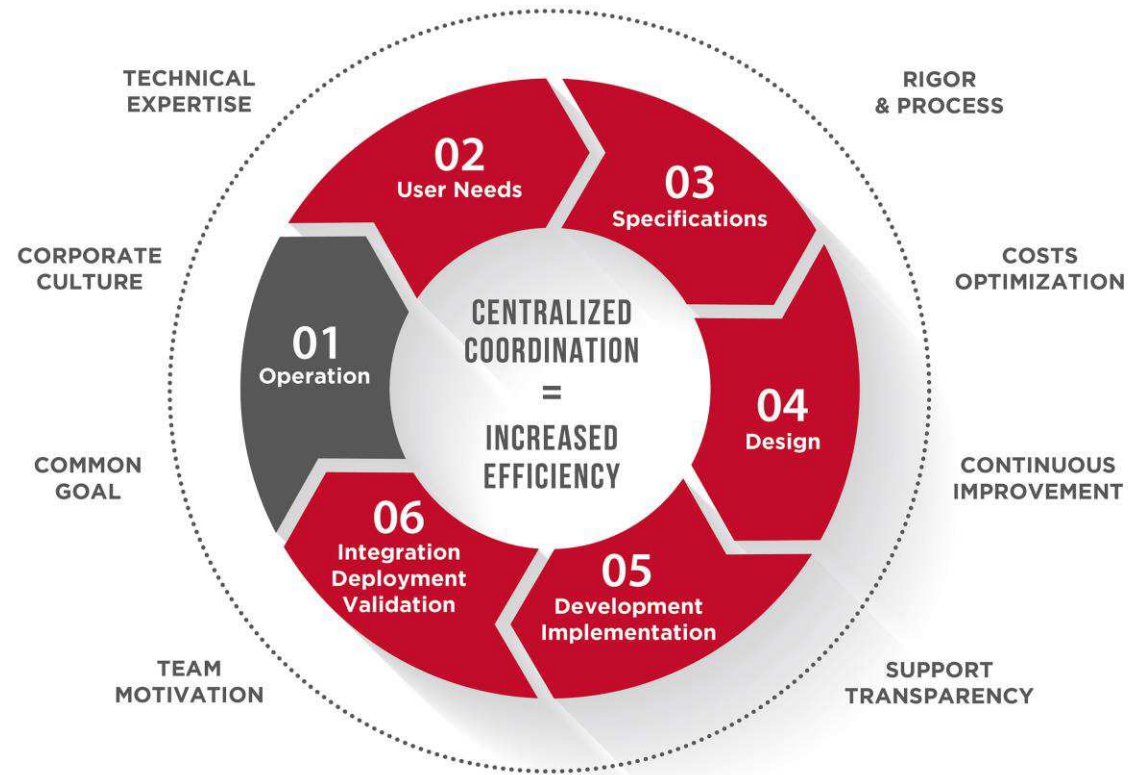 TECHNICAL
EXPERTISE
RIGOR
& PROCESS
02
User Needs
03
Specifications
CORPORATE
CULTURE
COSTS
OPTIMIZATION
01
Operation
CENTRALIZED
COORDINATION
=
INCREASED
EFFICIENCY
04
Design
COMMON
GOAL
CONTINUOUS
IMPROVEMENT
06
Integration
Deployment
Validation
05
Development
Implementation
TEAM
MOTIVATION
SUPPORT
TRANSPARENCY